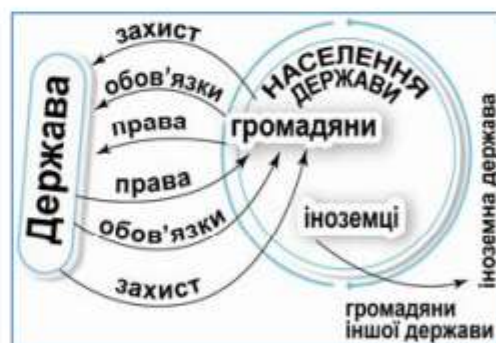 Держава
захист
обов'язки
права
права
обов'язки
захист
НАСЕЛЕННЯ
ДЕРЖАВИ
громадяни
іноземці
громадяни
іншої держави
іноземна держава